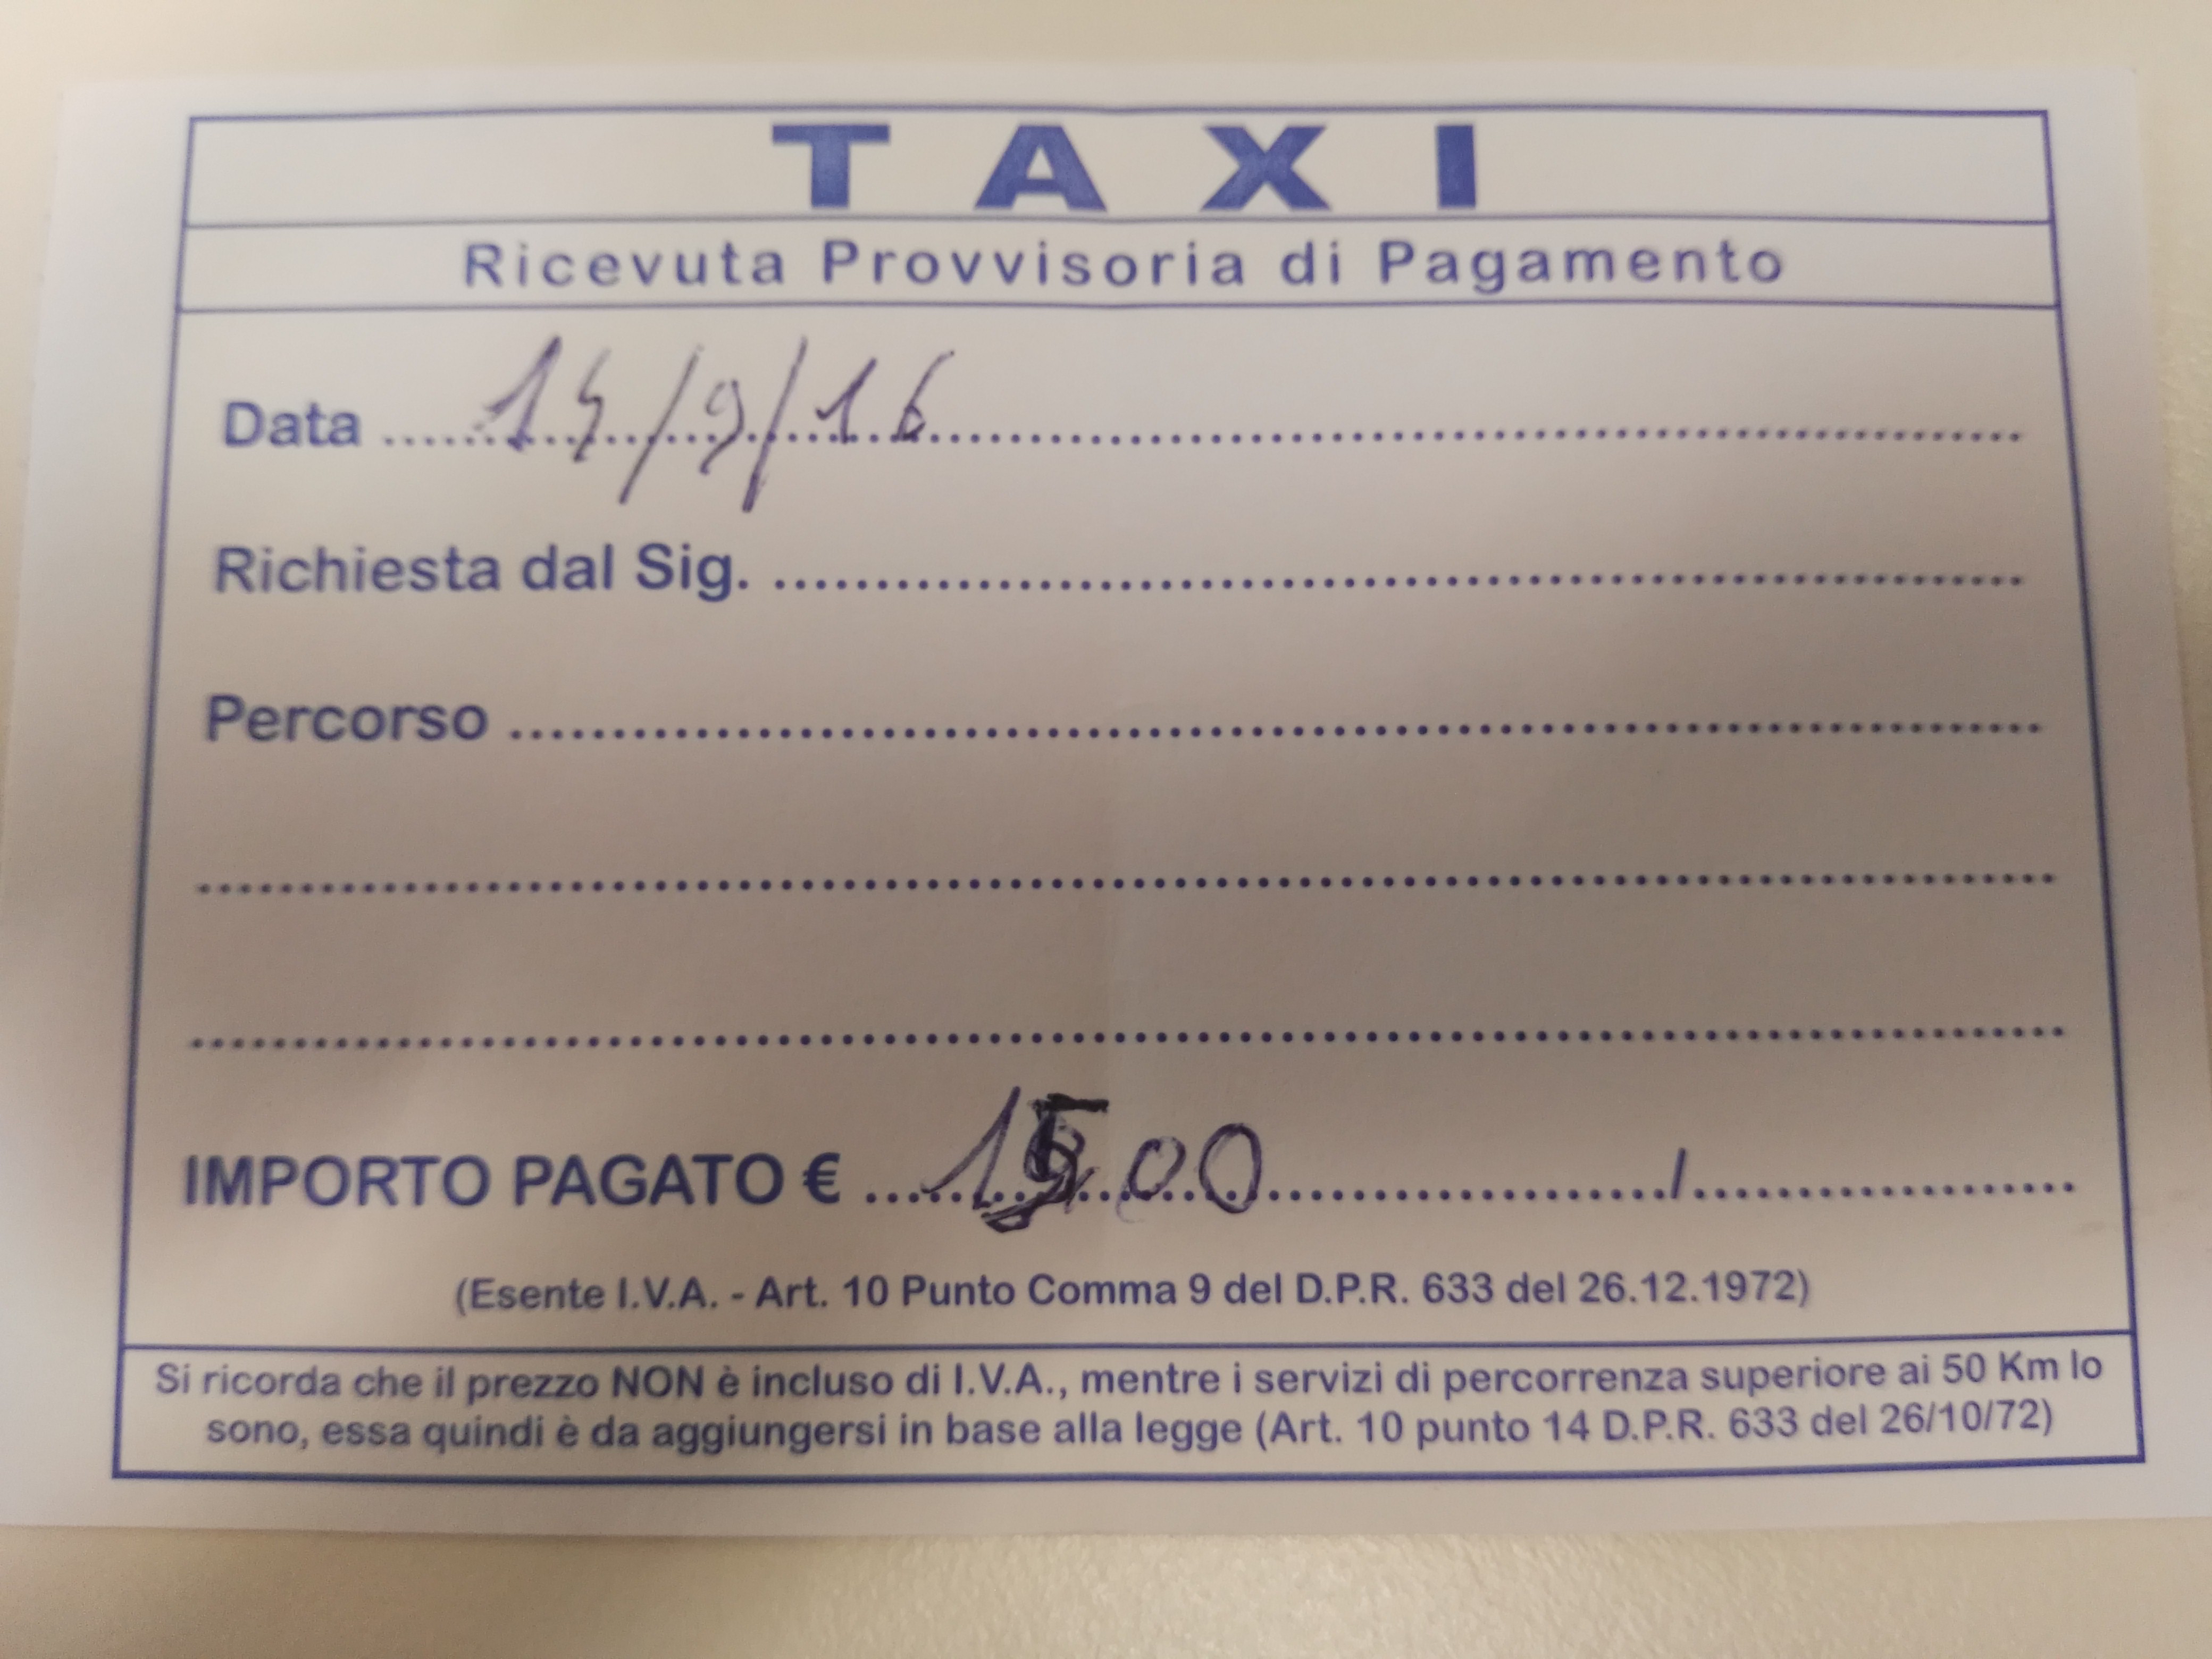 TAXI
Ricevuta Provvisoria di Pagamento
Data ................ 14/9/16 ................
Richiesta dal Sig. ................
Percorso ................
IMPORTO PAGATO € ........ 15,00 ................/................
(Esente I.V.A. - Art. 10 Punto Comma 9 del D.P.R. 633 del 26.12.1972)
Si ricorda che il prezzo NON è incluso di I.V.A., mentre i servizi di percorrenza superiore ai 50 Km lo
sono, essa quindi è da aggiungersi in base alla legge (Art. 10 punto 14 D.P.R. 633 del 26/10/72)